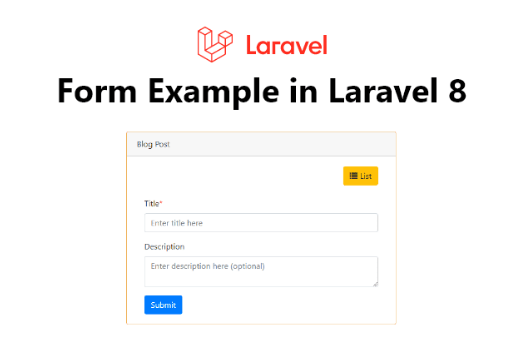 Laravel
Form Example in Laravel 8
Blog Post
List
Title*
Enter title here
Description
Enter description here (optional)
Submit